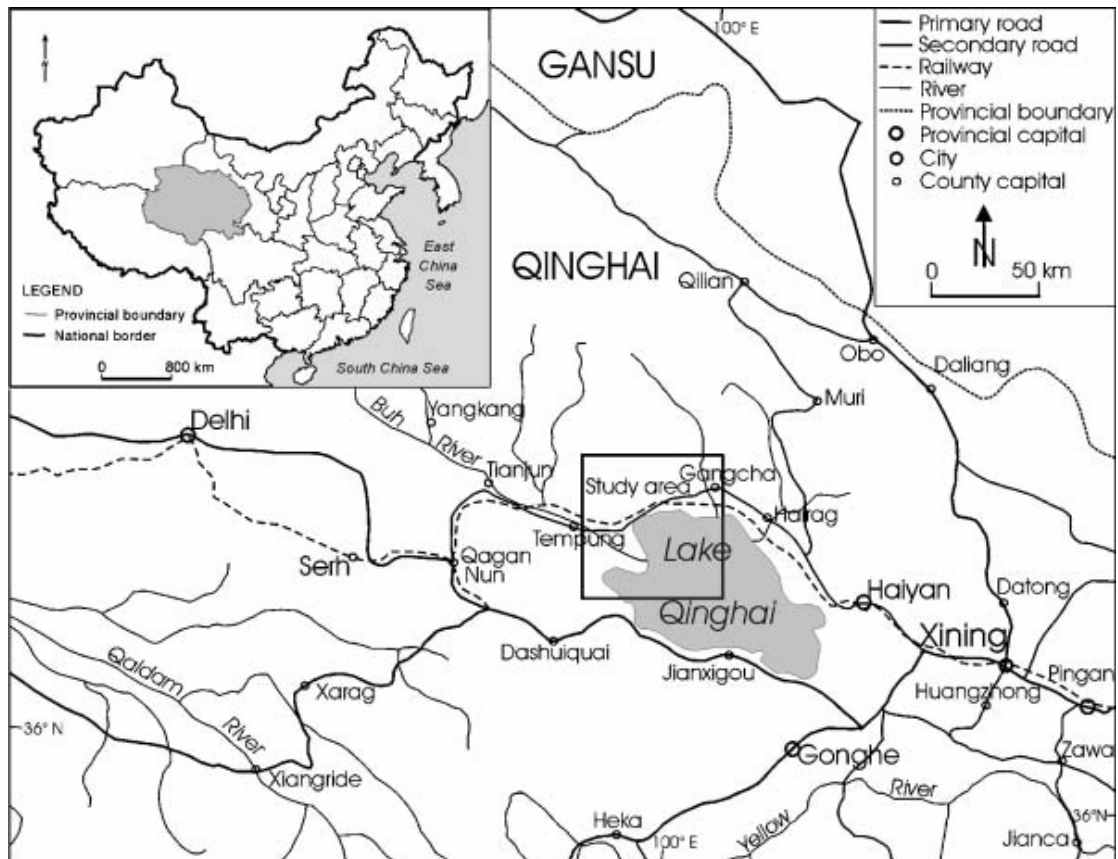 N
LEGEND
Provincial boundary
National border
0 800 km
East
China
Sea
South China Sea
100° E
GANSU
Primary road
Secondary road
Railway
River
Provincial boundary
Provincial capital
City
County capital
N
0 50 km
QINGHAI
Qilian
Obo
Daliang
Muri
Delhi
Buh
River
Yangkang
Tianjun
Study area
Gangcha
Hairag
Tempung
Lake
Qinghai
Serh
Qagan
Nun
Haiyan
Datong
Xining
Pingan
Dashuiquai
Jianxigou
Huangzhong
Qaidam
River
Xarag
36° N
Xiangride
Gonghe
Zawa
River
Yellow
Heka
100° E
36°N
Jianca